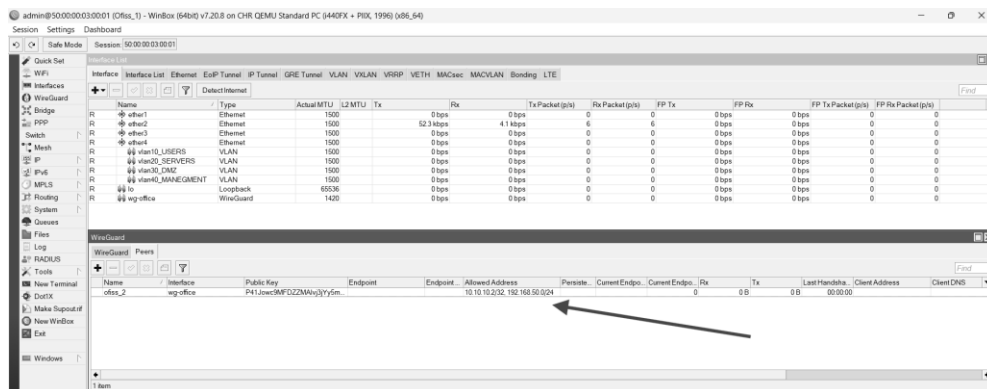 admin@50:00:00:03:00:01 (Ofiss_1) - WinBox (64bit) v7.20.8 on CHR QEMU Standard PC (i440FX + PIIX, 1996) (x86_64)
Session Settings Dashboard
Safe Mode Session: 50:00:00:03:00:01
Quick Set
WiFi
Interfaces
WireGuard
Bridge
PPP
Switch
Mesh
IP
IPv6
MPLS
Routing
System
Queues
Files
Log
RADIUS
Tools
New Terminal
Dot1X
Make Supout.rif
New WinBox
Exit
Windows
Interface List
Interface Interface List Ethernet EoIP Tunnel IP Tunnel GRE Tunnel VLAN VXLAN VRRP VETH MACsec MACVLAN Bonding LTE
Detect Internet Find
Name Type Actual MTU L2 MTU Tx Rx Tx Packet (p/s) Rx Packet (p/s) FP Tx FP Rx FP Tx Packet (p/s) FP Rx Packet (p/s)
R ether1 Ethernet 1500 0 bps 0 bps 0 0 0 bps 0 bps 0 0
R ether2 Ethernet 1500 52.3 kbps 4.1 kbps 6 6 0 bps 0 bps 0 0
R ether3 Ethernet 1500 0 bps 0 bps 0 0 0 bps 0 bps 0 0
R ether4 Ethernet 1500 0 bps 0 bps 0 0 0 bps 0 bps 0 0
R vlan10_USERS VLAN 1500 0 bps 0 bps 0 0 0 bps 0 bps 0 0
R vlan20_SERVERS VLAN 1500 0 bps 0 bps 0 0 0 bps 0 bps 0 0
R vlan30_DMZ VLAN 1500 0 bps 0 bps 0 0 0 bps 0 bps 0 0
R vlan40_MANEGMENT VLAN 1500 0 bps 0 bps 0 0 0 bps 0 bps 0 0
R lo Loopback 65536 0 bps 0 bps 0 0 0 bps 0 bps 0 0
R wg-office WireGuard 1420 0 bps 0 bps 0 0 0 bps 0 bps 0 0
WireGuard
WireGuard Peers
Find
Name Interface Public Key Endpoint Endpoint... Allowed Address Persiste... Current Endpo... Current Endpo... Rx Tx Last Handsha... Client Address Client DNS
ofiss_2 wg-office 10.10.10.2/32, 192.168.50.0/24 0 0 B 0 B 00:00:00
1 item